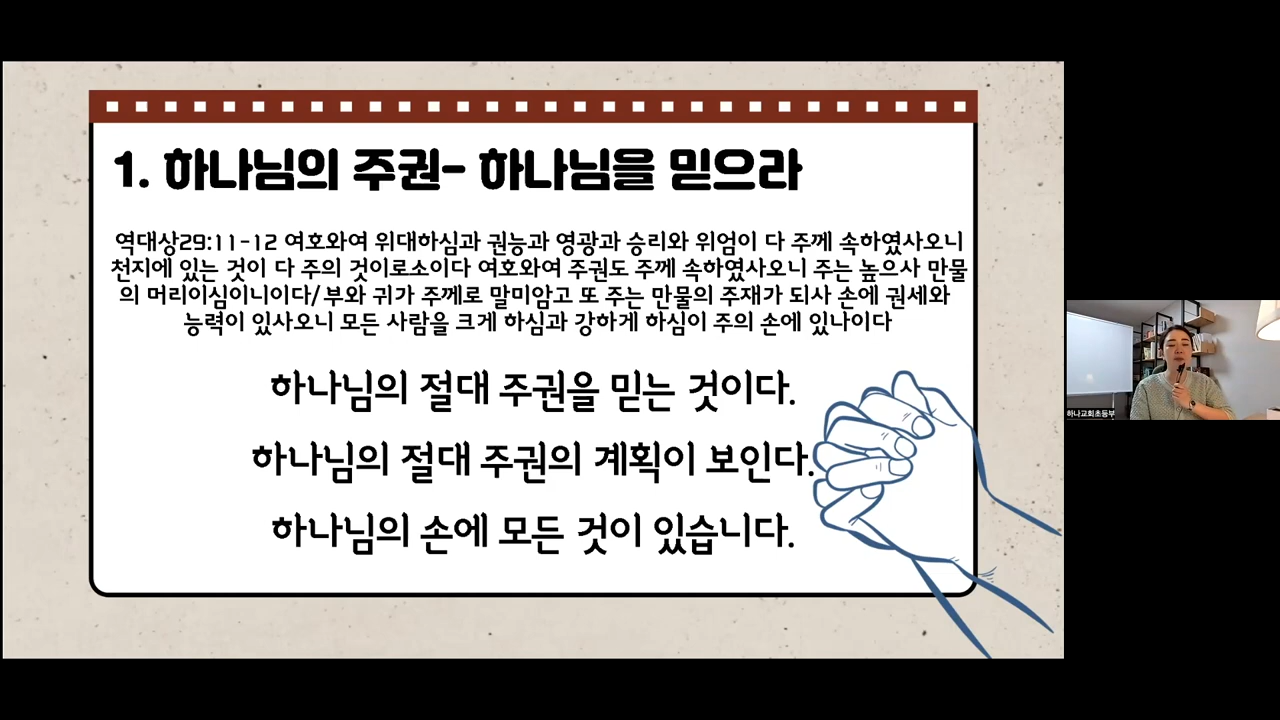 1. 하나님의 주권- 하나님을 믿으라
역대상29:11-12 여호와여 위대하심과 권능과 영광과 승리와 위엄이 다 주께 속하였사오니
천지에 있는 것이 다 주의 것이로소이다 여호와여 주권도 주께 속하였사오니 주는 높으사 만물
의 머리이심이니이다/부와 귀가 주께로 말미암고 또 주는 만물의 주재가 되사 손에 권세와
능력이 있사오니 모든 사람을 크게 하심과 강하게 하심이 주의 손에 있나이다
하나님의 절대 주권을 믿는 것이다.
하나님의 절대 주권의 계획이 보인다.
하나님의 손에 모든 것이 있습니다.
하나교회초등부